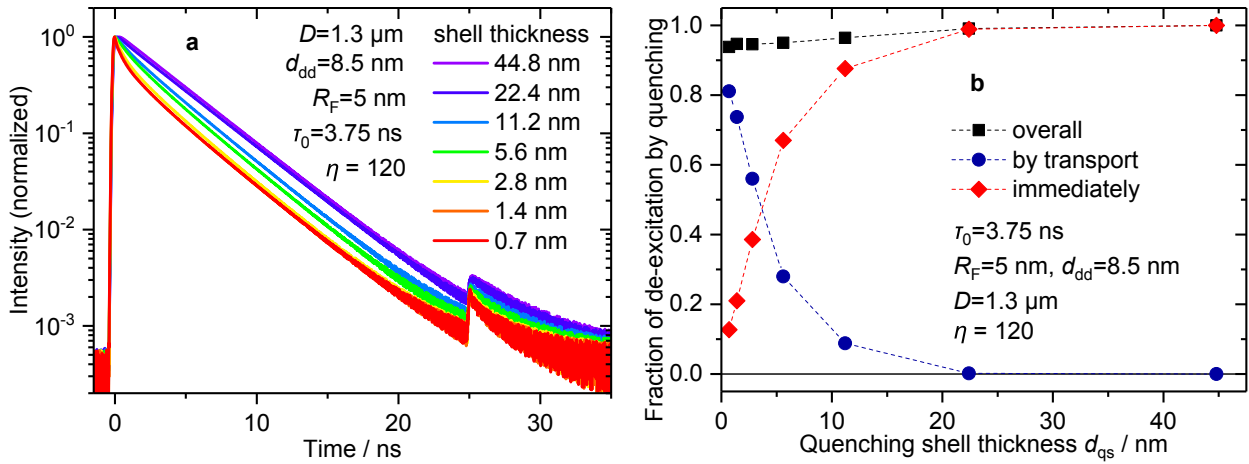 a
D=1.3 µm
d_dd=8.5 nm
R_F=5 nm
τ_0=3.75 ns
η = 120
shell thickness
44.8 nm
22.4 nm
11.2 nm
5.6 nm
2.8 nm
1.4 nm
0.7 nm
Intensity (normalized)
10^0
10^-1
10^-2
10^-3
0
10
20
30
Time / ns
b
overall
by transport
immediately
τ_0=3.75 ns
R_F=5 nm, d_dd=8.5 nm
D=1.3 µm
η = 120
Fraction of de-excitation by quenching
1.0
0.8
0.6
0.4
0.2
0.0
0
10
20
30
40
Quenching shell thickness d_qs / nm